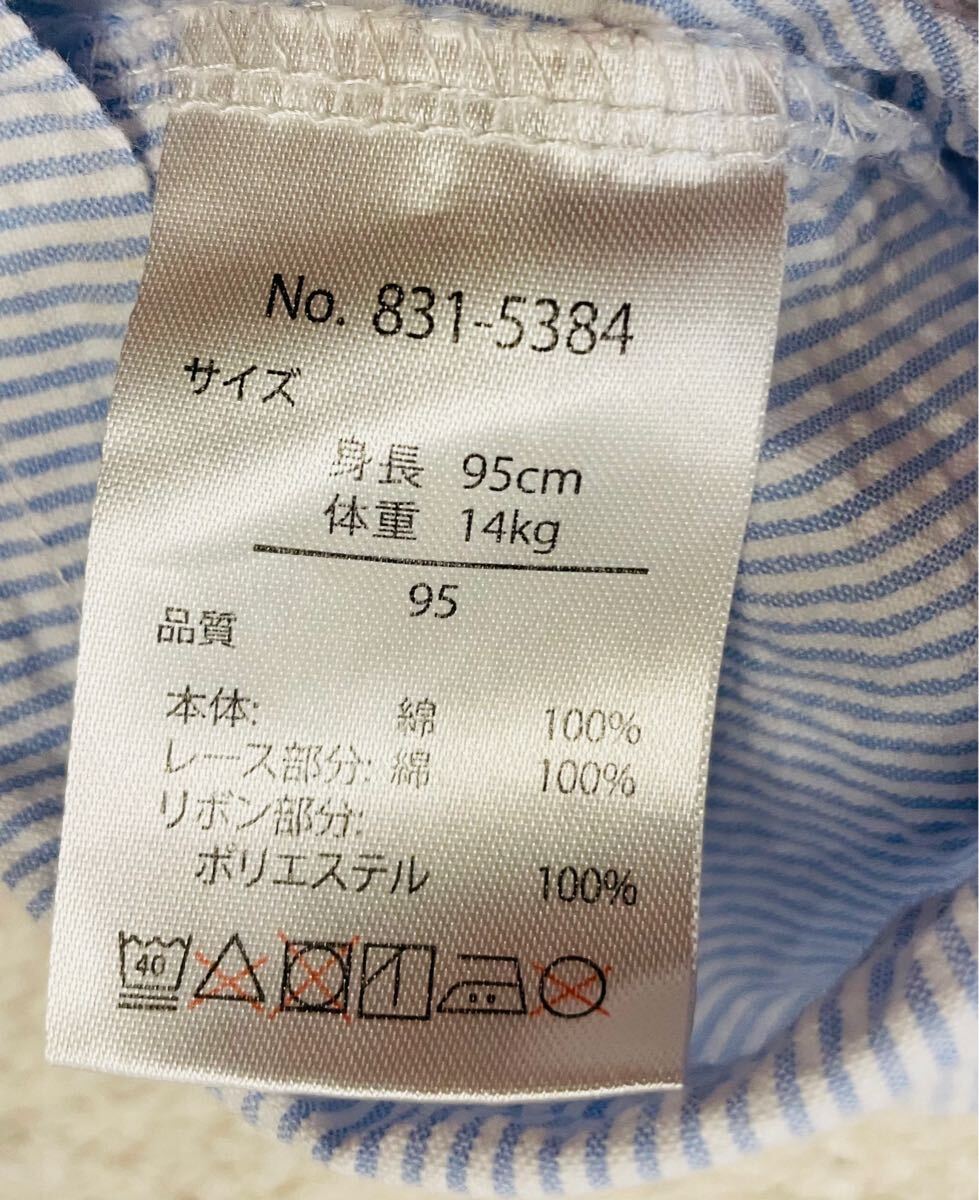 No. 831-5384
サイズ
身長 95cm
体重 14kg
95
品質
本体: 綿 100%
レース部分: 綿 100%
リボン部分:
ポリエステル 100%
40